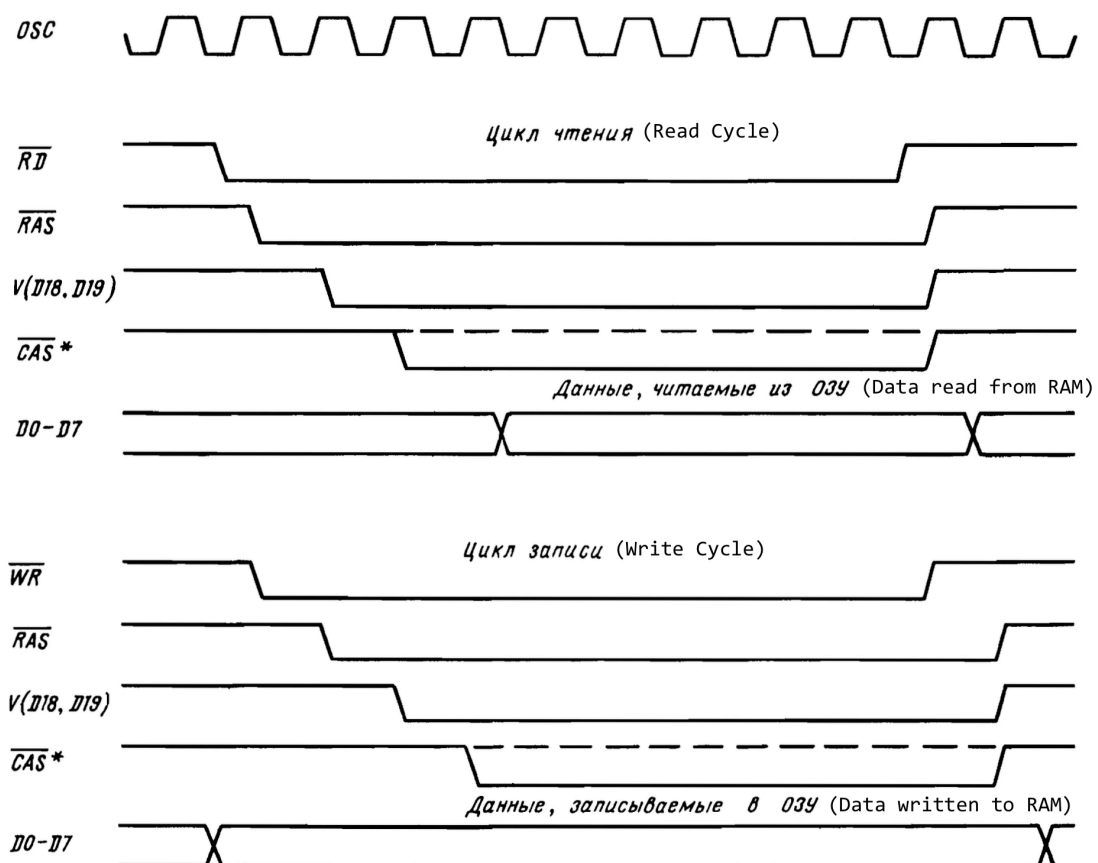 OSC
Цикл чтения (Read Cycle)
RD
RAS
V(D18, D19)
CAS *
Данные, читаемые из ОЗУ (Data read from RAM)
D0-D7
Цикл записи (Write Cycle)
WR
RAS
V(D18, D19)
CAS *
Данные, записываемые в ОЗУ (Data written to RAM)
D0-D7